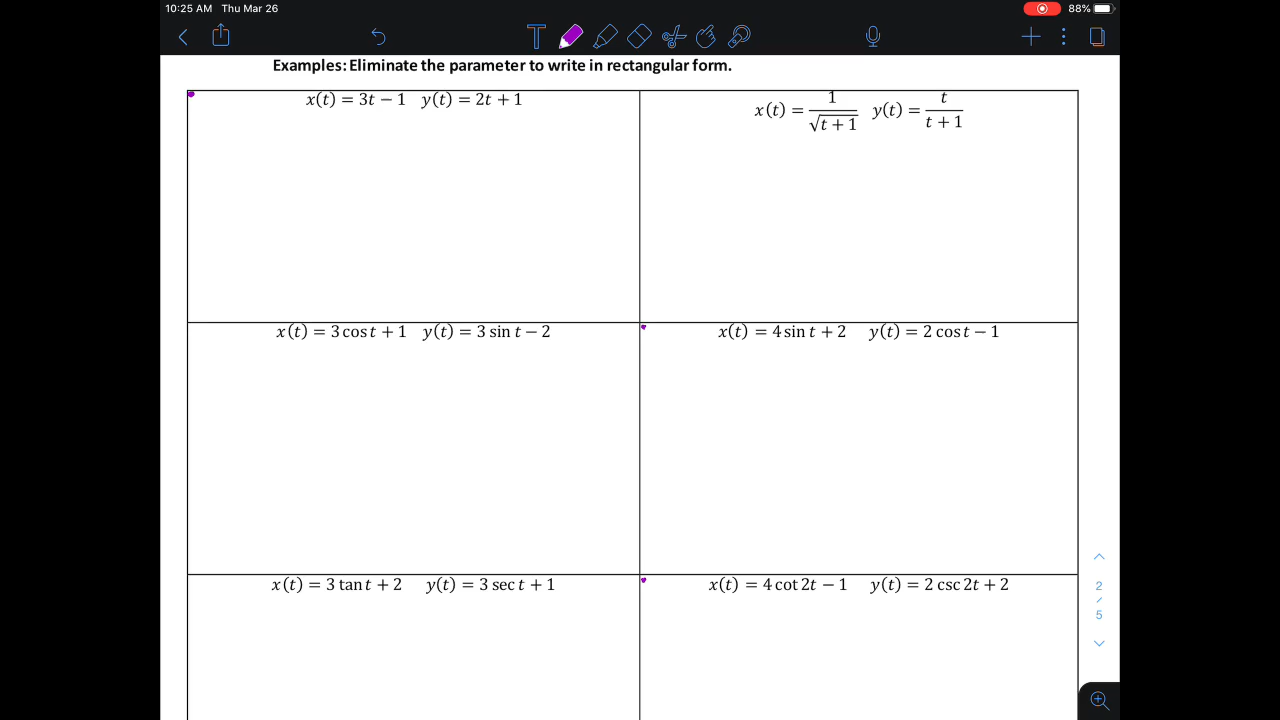 10:25 AM Thu Mar 26
88%
T
Examples: Eliminate the parameter to write in rectangular form.
x(t) = 3t − 1 y(t) = 2t + 1
x(t) = 1/√(t + 1) y(t) = t/(t + 1)
x(t) = 3 cos t + 1 y(t) = 3 sin t − 2
x(t) = 4 sin t + 2 y(t) = 2 cos t − 1
x(t) = 3 tan t + 2 y(t) = 3 sec t + 1
x(t) = 4 cot 2t − 1 y(t) = 2 csc 2t + 2
2
/
5